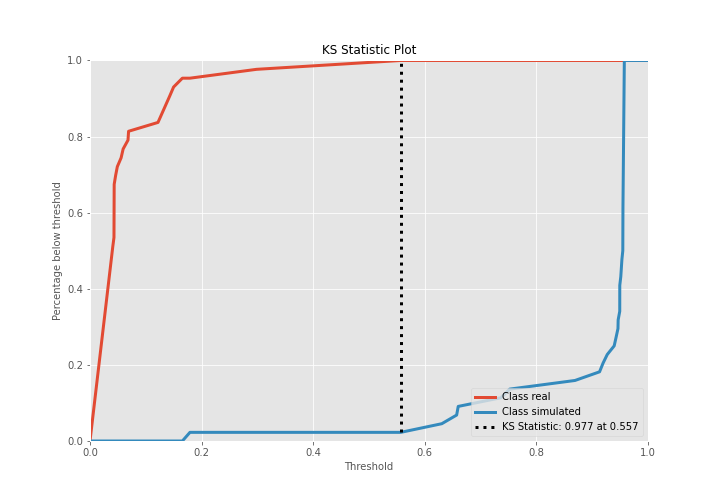 KS Statistic Plot
1.0
0.8
0.6
0.4
0.2
0.0
Percentage below threshold
0.0 0.2 0.4 0.6 0.8 1.0
Threshold
Class real
Class simulated
KS Statistic: 0.977 at 0.557